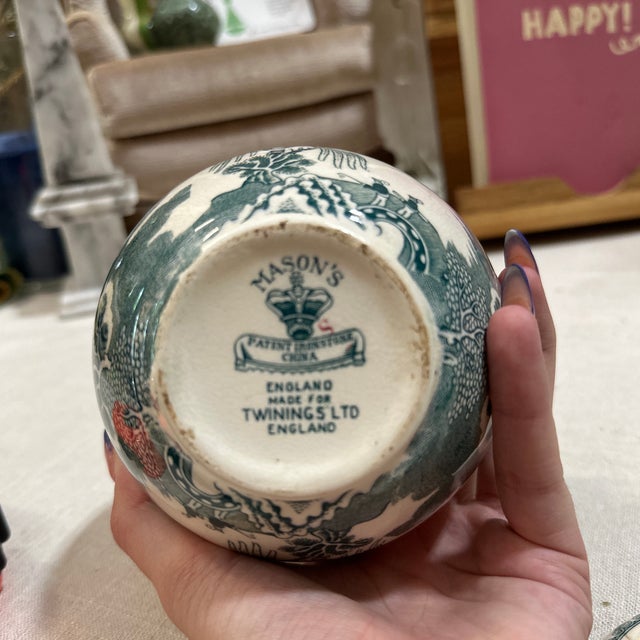 HAPPY!
MASON'S
PATENT IRONSTONE
CHINA
ENGLAND
MADE FOR
TWININGS LTD
ENGLAND